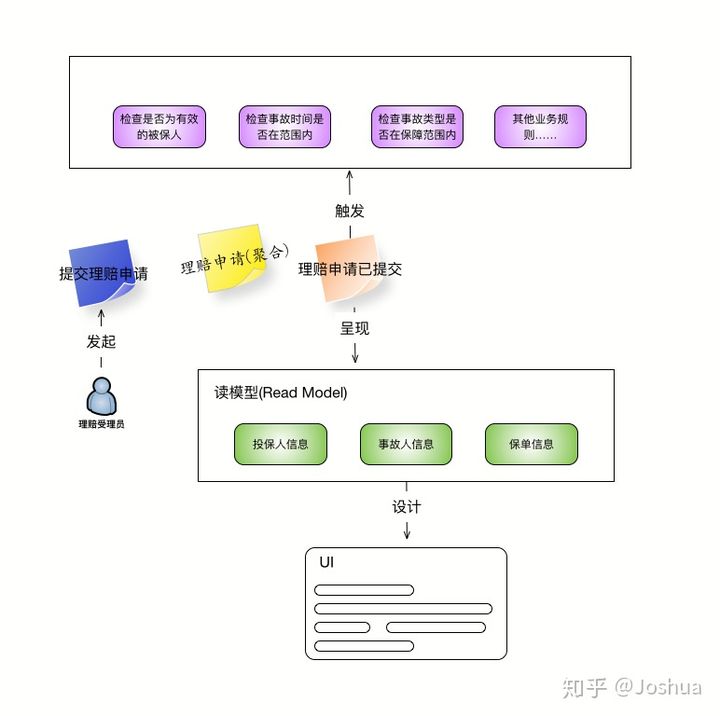 检查是否为有效
的被保人
检查事故时间是
否在范围内
检查事故类型是
否在保障范围内
其他业务规
则……
触发
提交理赔申请
理赔申请(聚合)
理赔申请已提交
发起
呈现
理赔受理员
读模型(Read Model)
投保人信息
事故人信息
保单信息
设计
UI
知乎 @Joshua